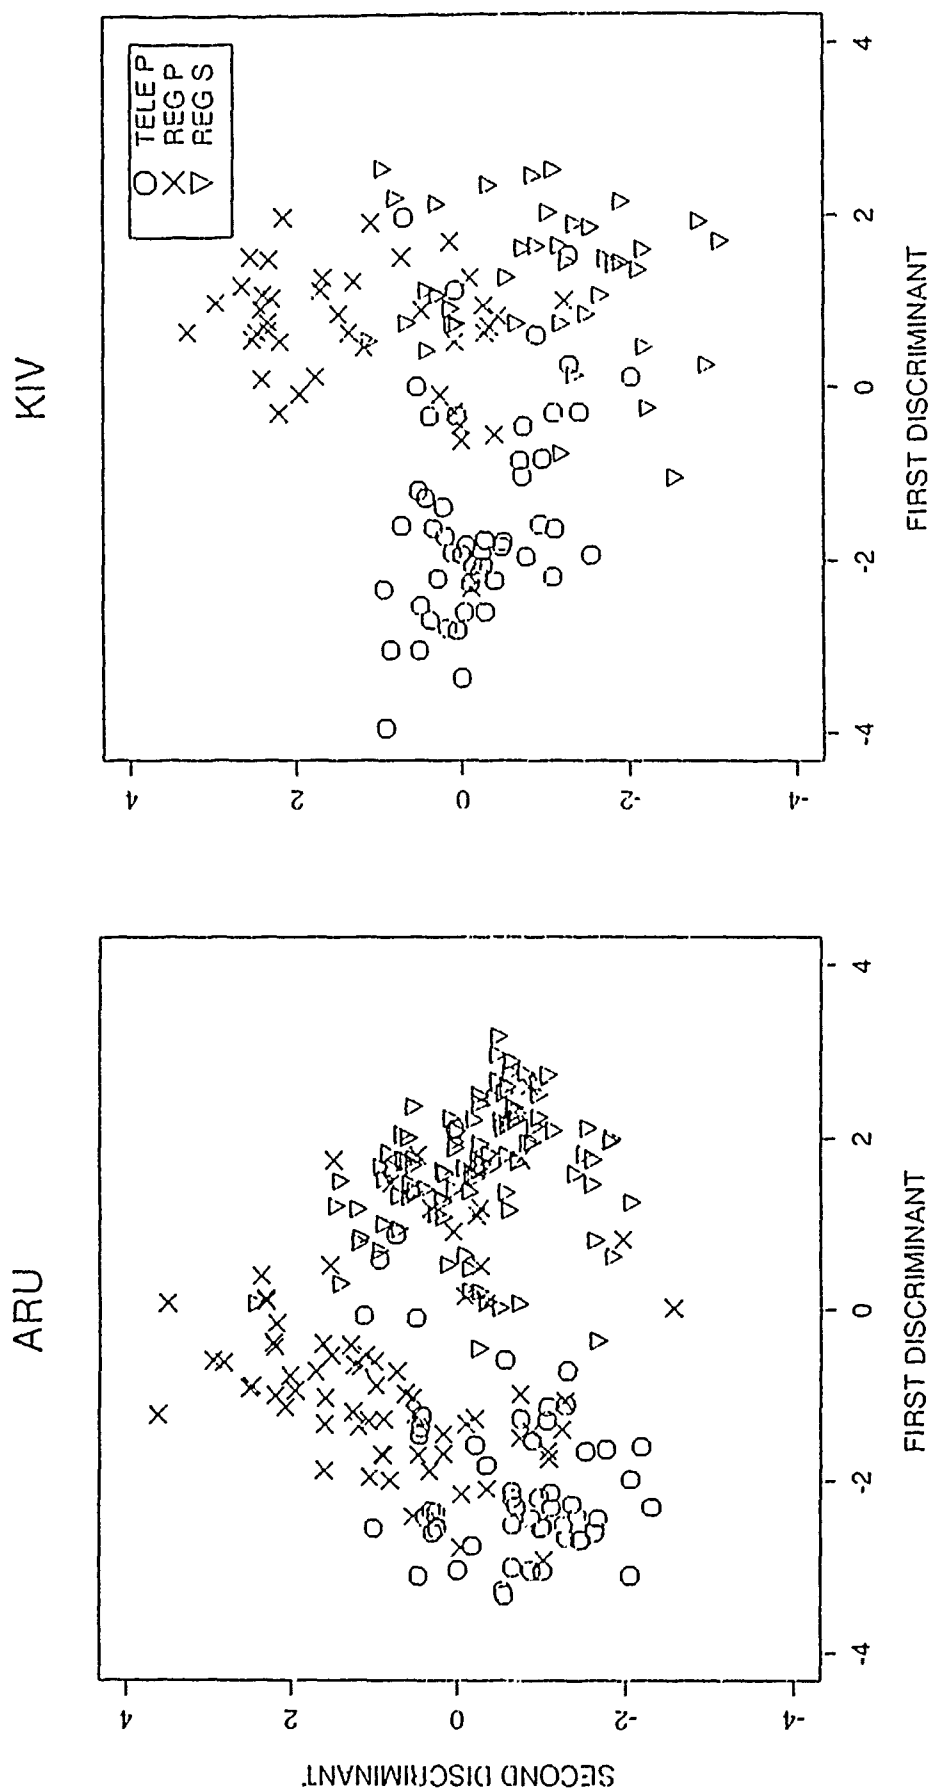 ARU
SECOND DISCRIMINANT
4
2
0
-2
-4
-4
-2
0
2
4
FIRST DISCRIMINANT
KIV
TELE P
REG P
REG S
4
2
0
-2
-4
-4
-2
0
2
4
FIRST DISCRIMINANT